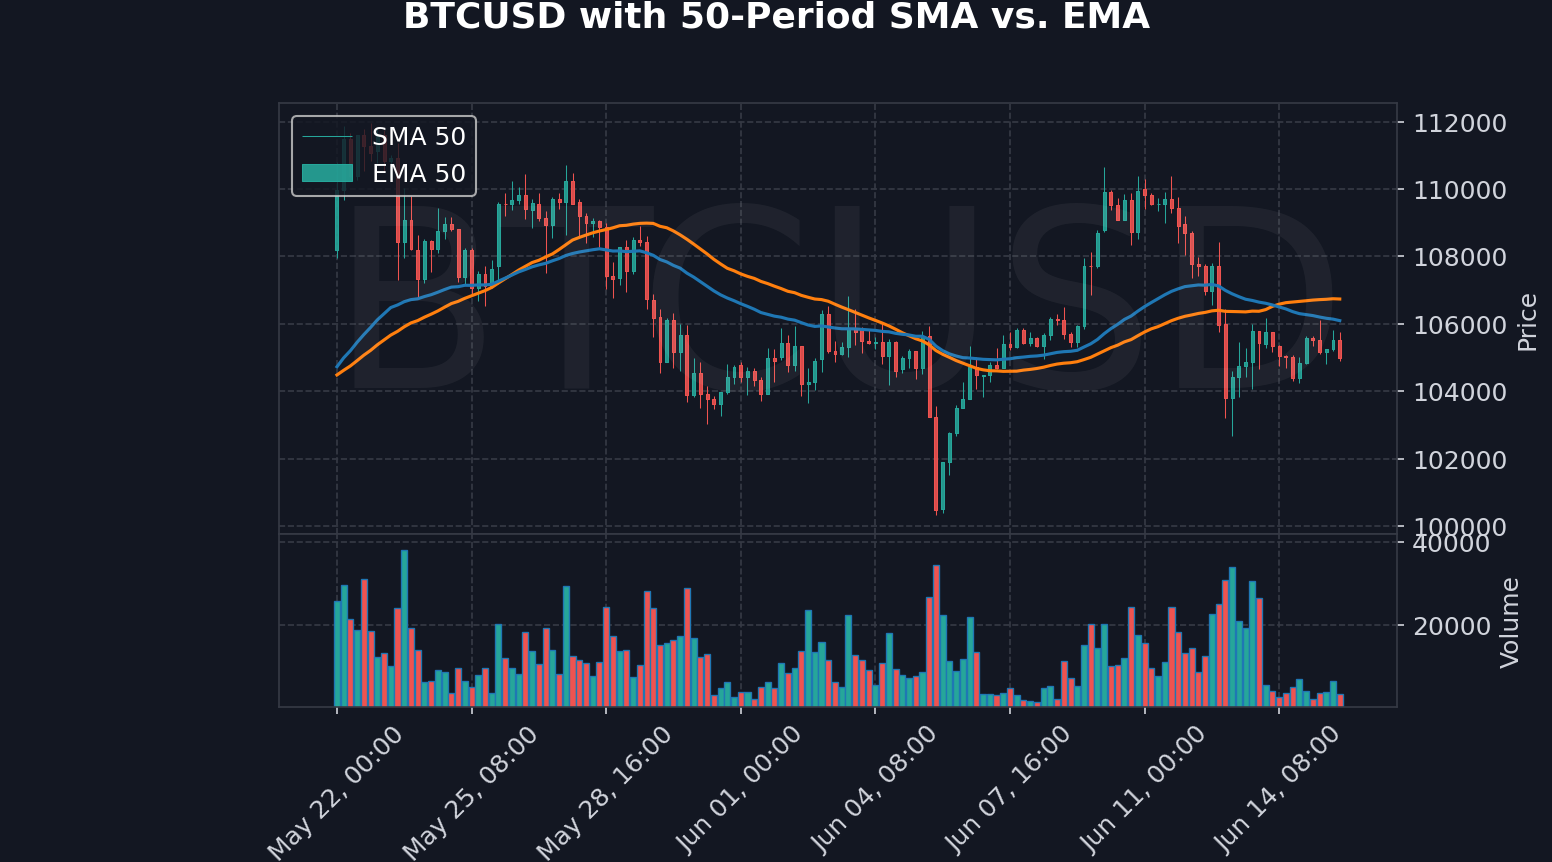 BTCUSD with 50-Period SMA vs. EMA
SMA 50
EMA 50
BTCUSD
112000
110000
108000
106000
104000
102000
100000
Price
40000
20000
Volume
May 22, 00:00
May 25, 08:00
May 28, 16:00
Jun 01, 00:00
Jun 04, 08:00
Jun 07, 16:00
Jun 11, 00:00
Jun 14, 08:00